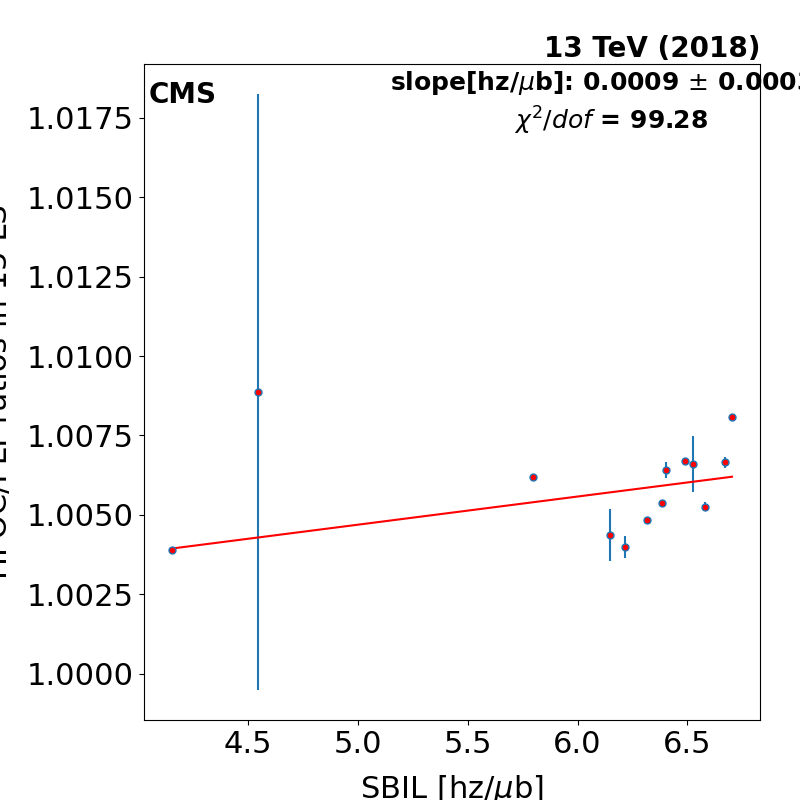 13 TeV (2018)
CMS
slope[hz/μb]: 0.0009 ± 0.0003
χ²/dof = 99.28
1.0175
1.0150
1.0125
1.0100
1.0075
1.0050
1.0025
1.0000
4.5 5.0 5.5 6.0 6.5
SBIL [hz/μb]